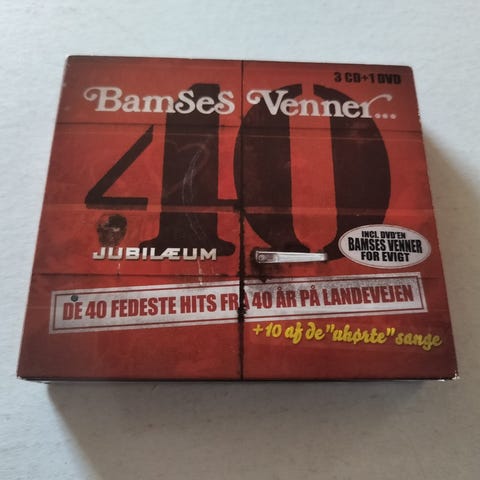 3 CD+1 DVD
BAMSES VENNER...
40
JUBILÆUM
INCL. DVD'EN
BAMSES VENNER
FOR EVIGT
DE 40 FEDESTE HITS FRA 40 ÅR PÅ LANDEVEJEN
+10 af de "ukørte" sange